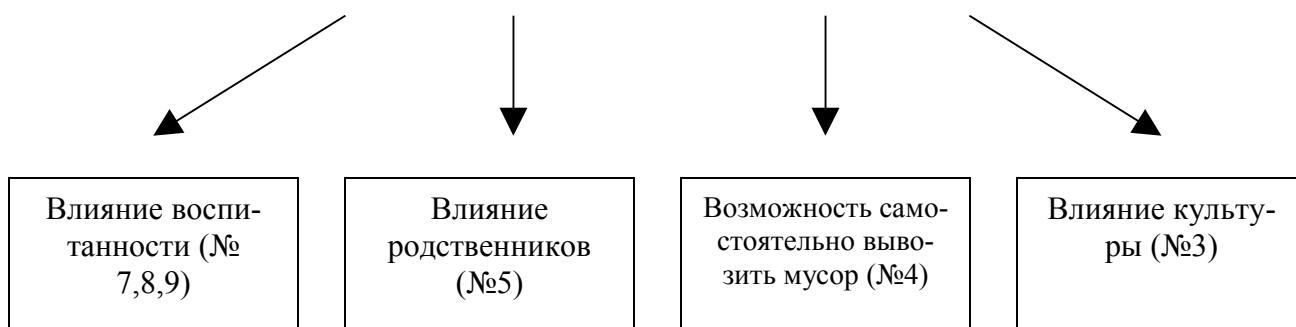 Влияние воспи-
танности (№
7,8,9)
Влияние
родственников
(№5)
Возможность само-
стоятельно выво-
зить мусор (№4)
Влияние культу-
ры (№3)